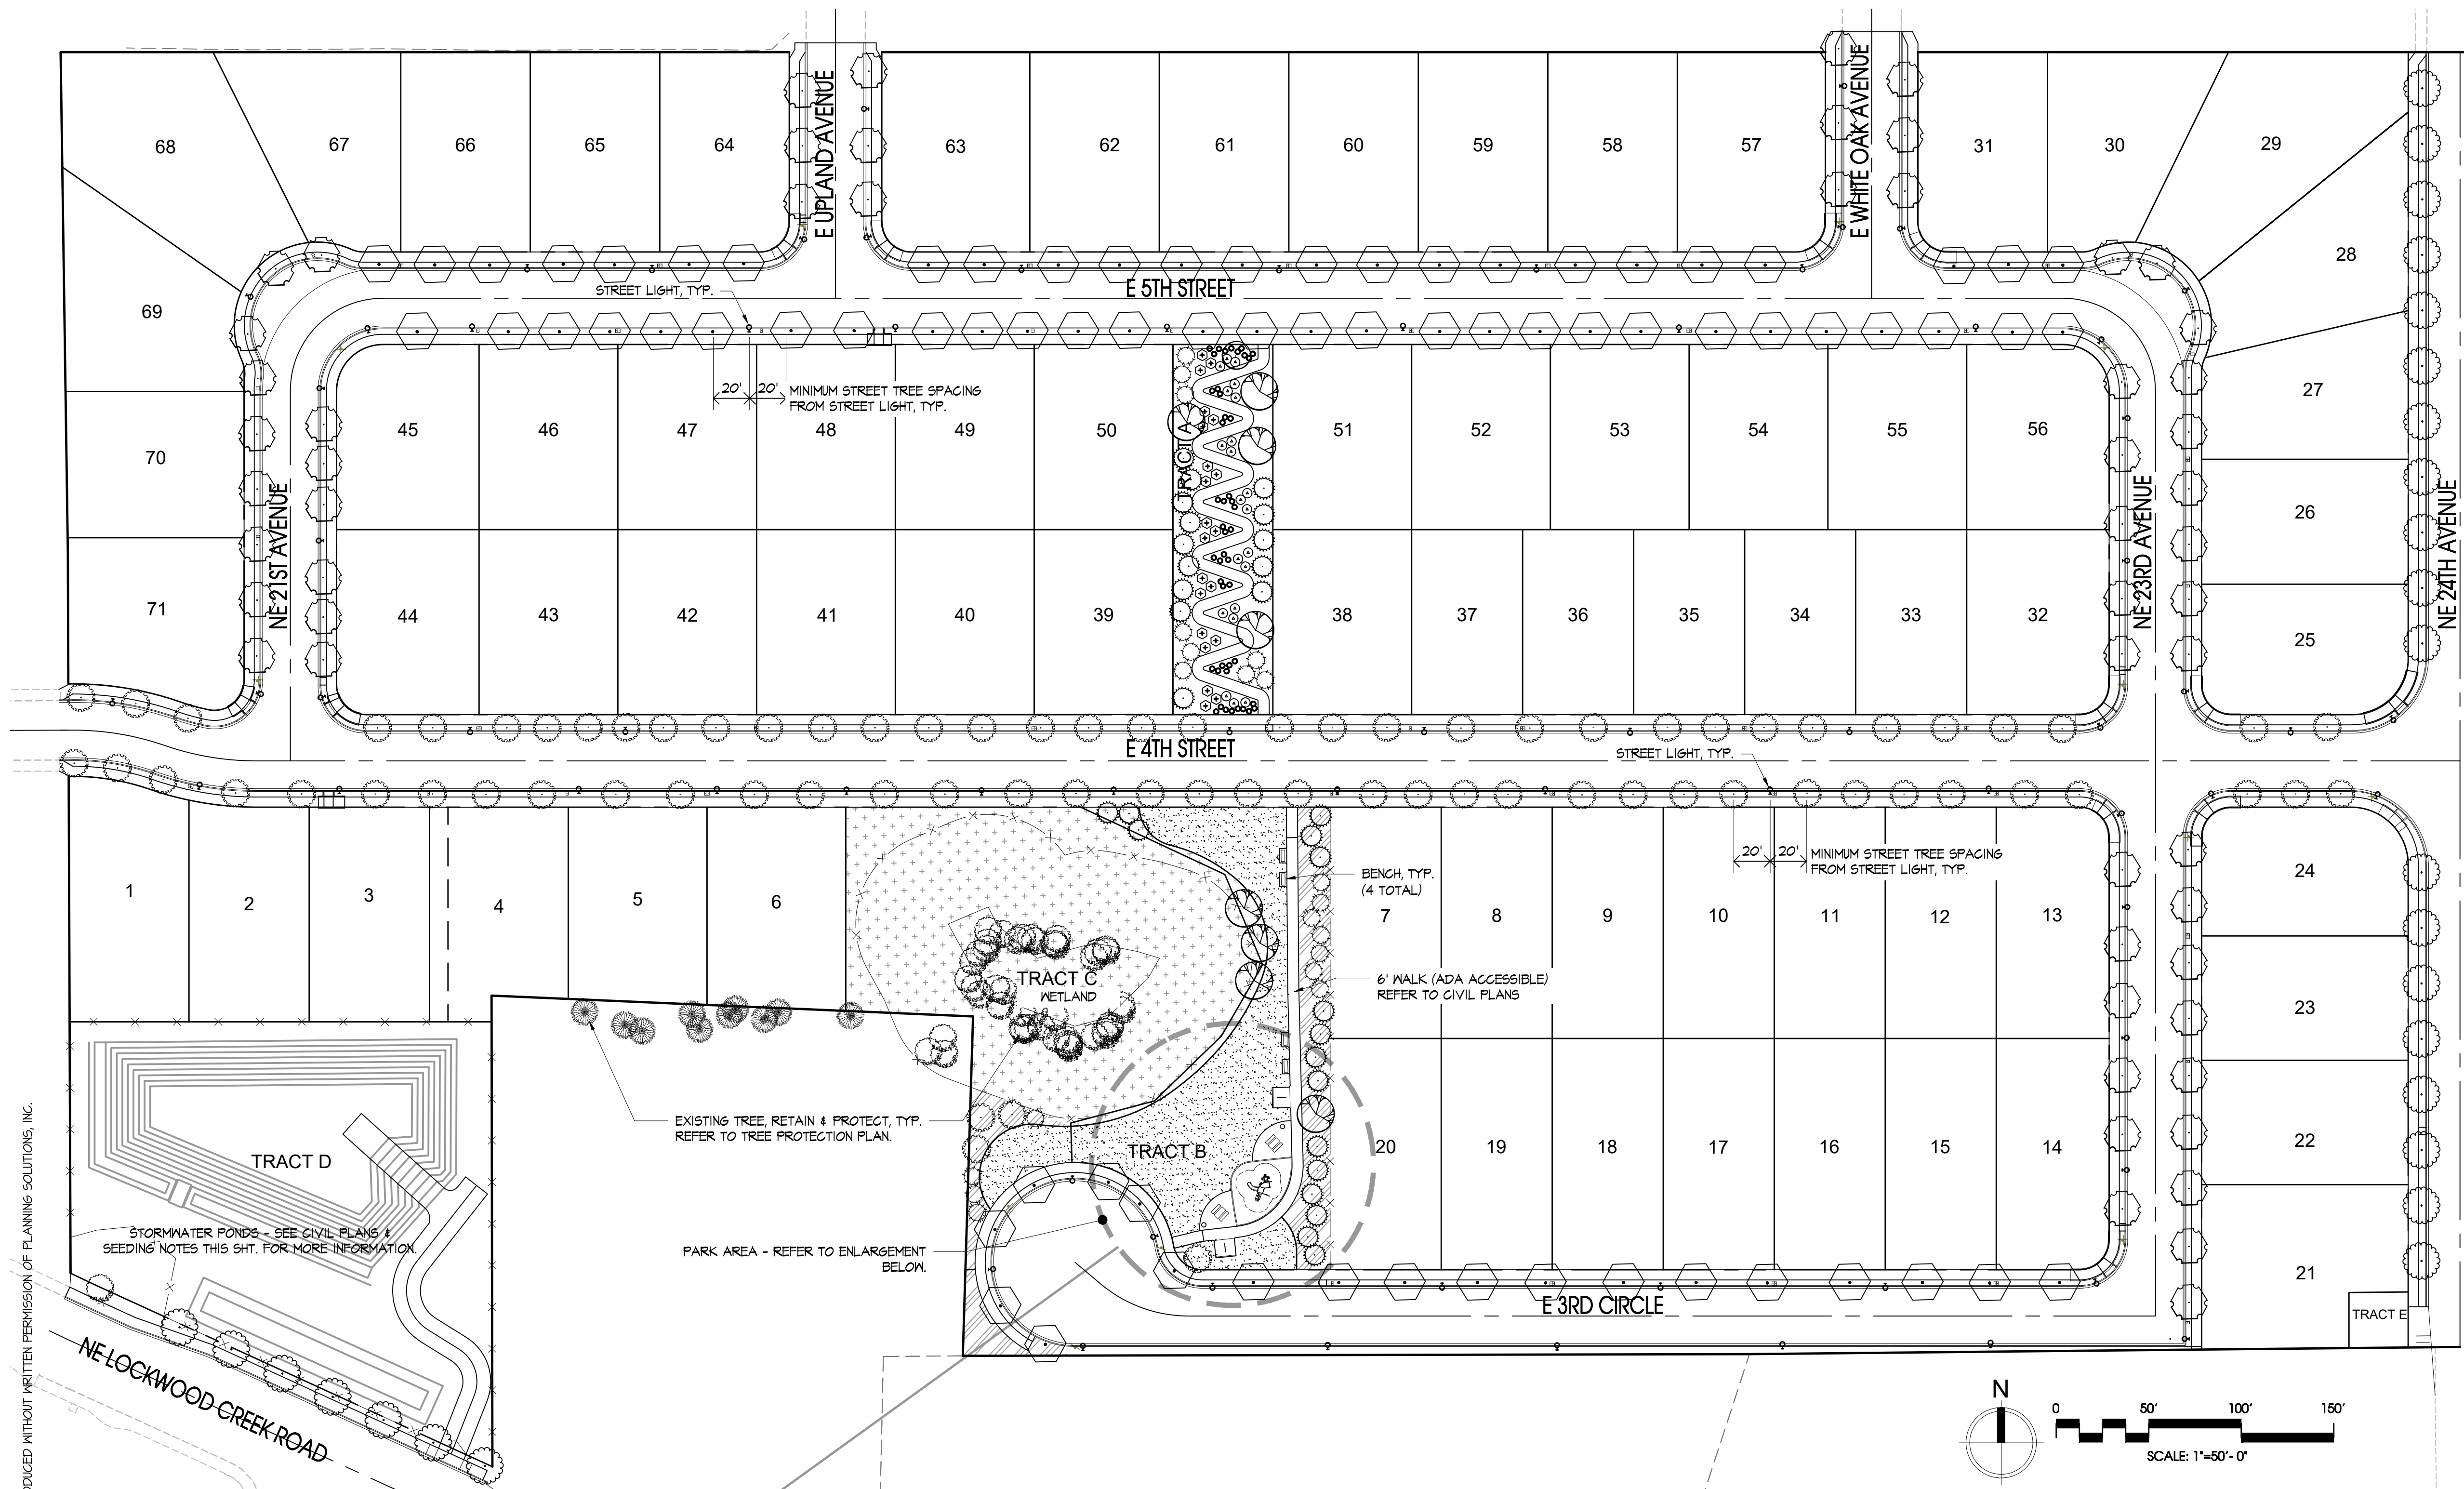 E UPLAND AVENUE
E WHITE OAK AVENUE
68
67
66
65
64
63
62
61
60
59
58
57
31
30
29
28
69
STREET LIGHT, TYP.
E 5TH STREET
20' 20' MINIMUM STREET TREE SPACING
FROM STREET LIGHT, TYP.
27
70
45
46
47
48
49
50
TRACT A
51
52
53
54
55
56
26
NE 21ST AVENUE
NE 23RD AVENUE
NE 24TH AVENUE
71
44
43
42
41
40
39
38
37
36
35
34
33
32
25
E 4TH STREET
STREET LIGHT, TYP.
20' 20' MINIMUM STREET TREE SPACING
FROM STREET LIGHT, TYP.
1
2
3
4
5
6
BENCH, TYP.
(4 TOTAL)
7
8
9
10
11
12
13
24
TRACT C
WETLAND
6' WALK (ADA ACCESSIBLE)
REFER TO CIVIL PLANS
23
EXISTING TREE, RETAIN & PROTECT, TYP.
REFER TO TREE PROTECTION PLAN.
TRACT D
TRACT B
20
19
18
17
16
15
14
22
STORMWATER PONDS - SEE CIVIL PLANS &
SEEDING NOTES THIS SHT. FOR MORE INFORMATION.
PARK AREA - REFER TO ENLARGEMENT
BELOW.
21
E 3RD CIRCLE
TRACT E
NE LOCKWOOD CREEK ROAD
N
0 50' 100' 150'
SCALE: 1"=50'-0"
ODUCED WITHOUT WRITTEN PERMISSION OF PLANNING SOLUTIONS, INC.